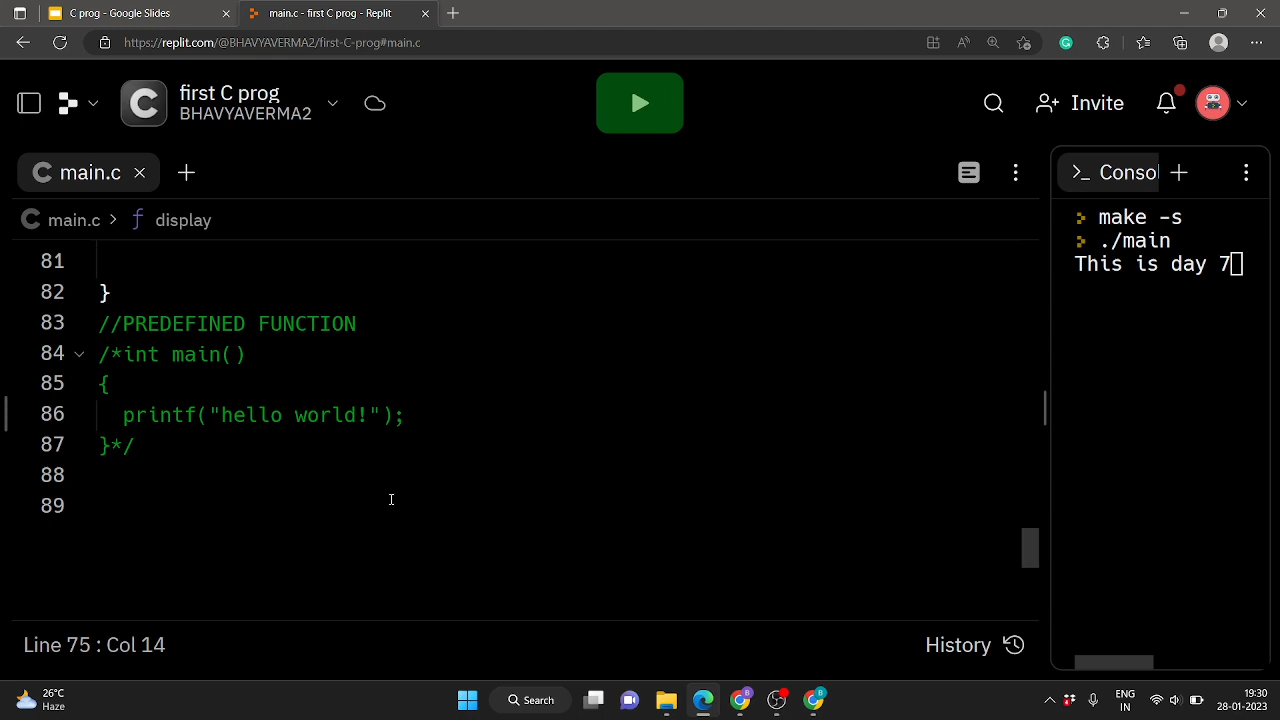 C prog - Google Slides
main.c - first C prog - Replit
https://replit.com/@BHAVYAVERMA2/first-C-prog#main.c
first C prog
BHAVYAVERMA2
Invite
main.c
Conso
main.c > f display
make -s
./main
This is day 7
81
82 }
83 //PREDEFINED FUNCTION
84 /*int main()
85 {
86 printf("hello world!");
87 }*/
88
89
Line 75 : Col 14
History
26°C
Haze
Search
ENG
IN
19:30
28-01-2023